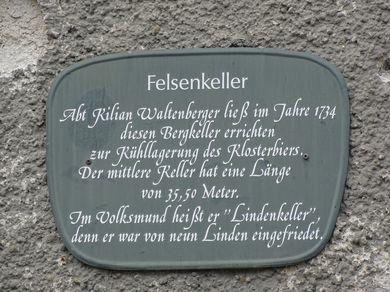 Felsenkeller
Abt Kilian Waltenberger ließ im Jahre 1734
diesen Bergkeller errichten
zur Kühllagerung des Klosterbiers.
Der mittlere Keller hat eine Länge
von 35,50 Meter.
Im Volksmund heißt er "Lindenkeller",
denn er war von neun Linden eingefriedet.